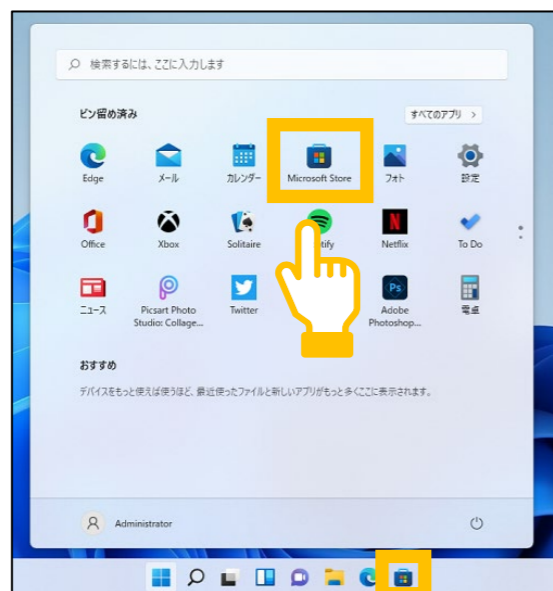 検索するには、ここに入力します
ピン留め済み
すべてのアプリ >
Edge
メール
カレンダー
Microsoft Store
フォト
設定
Office
Xbox
Solitaire
Netflix
To Do
ニュース
Picsart Photo
Studio: Collage...
Twitter
Ps
Adobe
Photoshop...
電卓
おすすめ
デバイスをもっと使えば使うほど、最近使ったファイルと新しいアプリがもっと多くここに表示されます。
Administrator